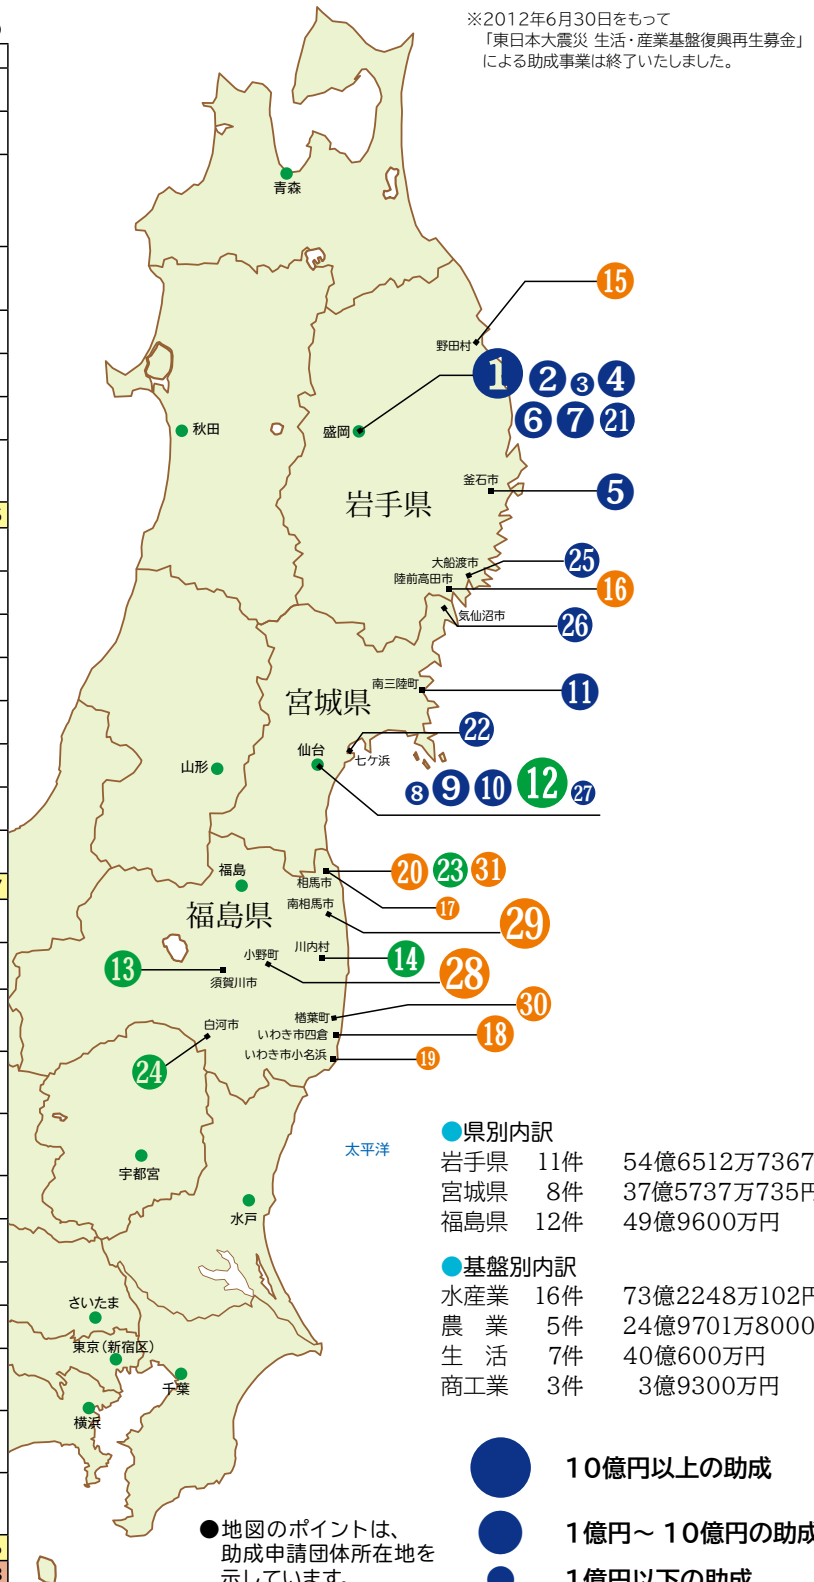 ※2012年6月30日をもって
「東日本大震災 生活・産業基盤復興再生募金」
による助成事業は終了いたしました。
青森
15
野田村
1 2 3 4
6 7 21
秋田
盛岡
釜石市
5
岩手県
大船渡市
25
陸前高田市
16
気仙沼市
26
南三陸町
11
宮城県
22
仙台
七ケ浜
山形
8 9 10 12 27
福島
相馬市
20 23 31
17
南相馬市
福島県
29
川内村
14
小野町
13
須賀川市
28
楢葉町
30
白河市
いわき市四倉
18
いわき市小名浜
19
24
太平洋
宇都宮
水戸
さいたま
東京(新宿区)
千葉
横浜
●県別内訳
岩手県 11件 54億6512万7367
宮城県 8件 37億5737万735円
福島県 12件 49億9600万円
●基盤別内訳
水産業 16件 73億2248万102円
農 業 5件 24億9701万8000
生 活 7件 40億600万円
商工業 3件 3億9300万円
10億円以上の助成
1億円～10億円の助成
1億円以下の助成
●地図のポイントは、
助成申請団体所在地を
示しています。